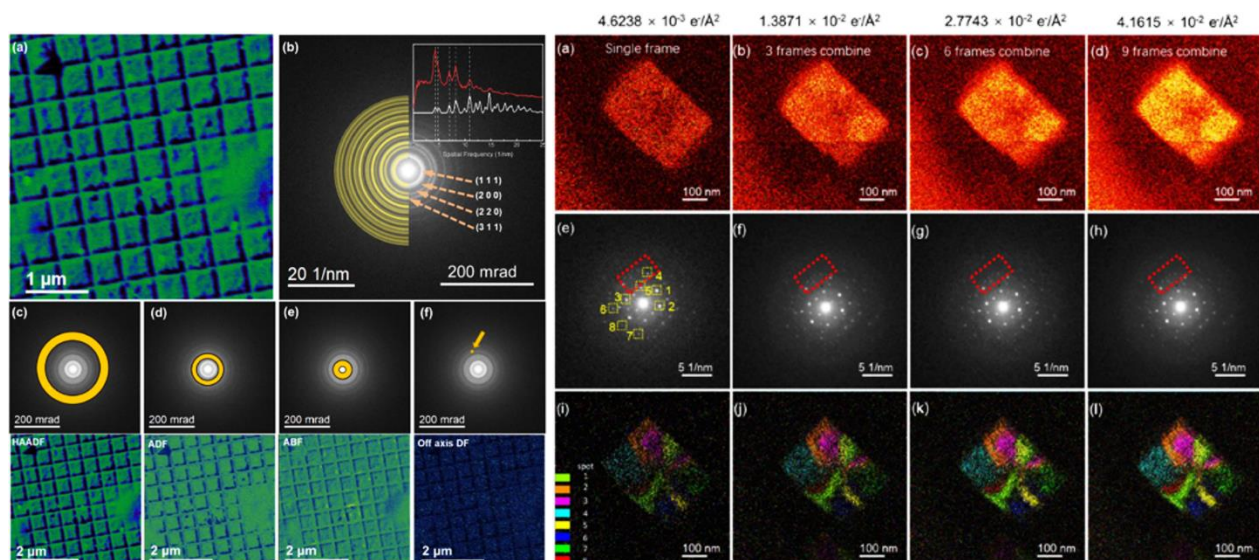 4.6238 × 10⁻³ e⁻/Å²
1.3871 × 10⁻² e⁻/Å²
2.7743 × 10⁻² e⁻/Å²
4.1615 × 10⁻² e⁻/Å²
(a)
1 μm
(b)
Spatial Frequency (1/nm)
5
15
25
(1 1 1)
(2 0 0)
(2 2 0)
(3 1 1)
20 1/nm
200 mrad
(c)
200 mrad
(d)
200 mrad
(e)
200 mrad
(f)
200 mrad
HAADF
2 μm
ADF
2 μm
ABF
2 μm
Off axis DF
2 μm
(a)
Single frame
100 nm
(b)
3 frames combine
100 nm
(c)
6 frames combine
100 nm
(d)
9 frames combine
100 nm
(e)
4
5
1
3
2
6
8
7
5 1/nm
(f)
5 1/nm
(g)
5 1/nm
(h)
5 1/nm
(i)
spot
1
2
3
4
5
6
7
100 nm
(j)
100 nm
(k)
100 nm
(l)
100 nm